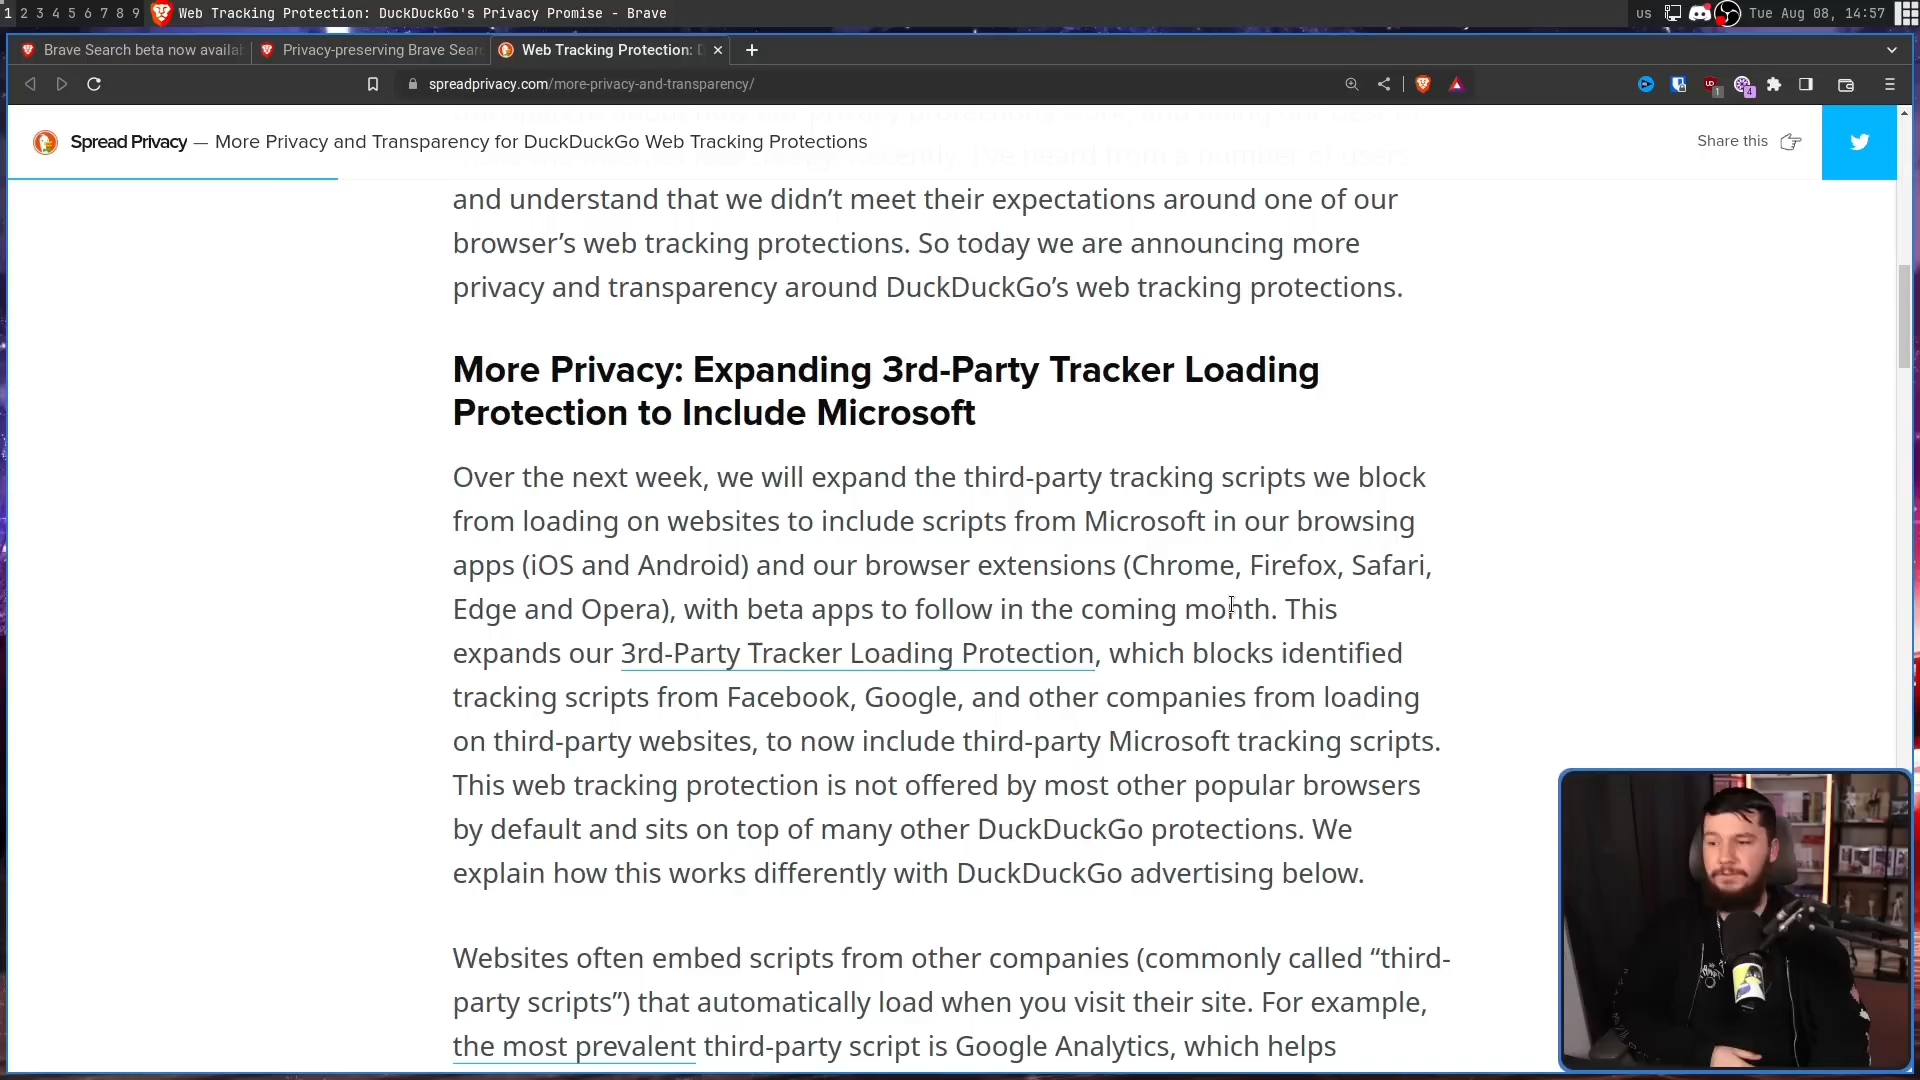 1 2 3 4 5 6 7 8 9 Web Tracking Protection: DuckDuckGo's Privacy Promise - Brave
us Tue Aug 08, 14:57
Brave Search beta now availa
Privacy-preserving Brave Sear
Web Tracking Protection: D
spreadprivacy.com/more-privacy-and-transparency/
1
4
Spread Privacy — More Privacy and Transparency for DuckDuckGo Web Tracking Protections
Share this
and understand that we didn’t meet their expectations around one of our
browser’s web tracking protections. So today we are announcing more
privacy and transparency around DuckDuckGo’s web tracking protections.
More Privacy: Expanding 3rd-Party Tracker Loading
Protection to Include Microsoft
Over the next week, we will expand the third-party tracking scripts we block
from loading on websites to include scripts from Microsoft in our browsing
apps (iOS and Android) and our browser extensions (Chrome, Firefox, Safari,
Edge and Opera), with beta apps to follow in the coming month. This
expands our 3rd-Party Tracker Loading Protection, which blocks identified
tracking scripts from Facebook, Google, and other companies from loading
on third-party websites, to now include third-party Microsoft tracking scripts.
This web tracking protection is not offered by most other popular browsers
by default and sits on top of many other DuckDuckGo protections. We
explain how this works differently with DuckDuckGo advertising below.
Websites often embed scripts from other companies (commonly called “third-
party scripts”) that automatically load when you visit their site. For example,
the most prevalent third-party script is Google Analytics, which helps